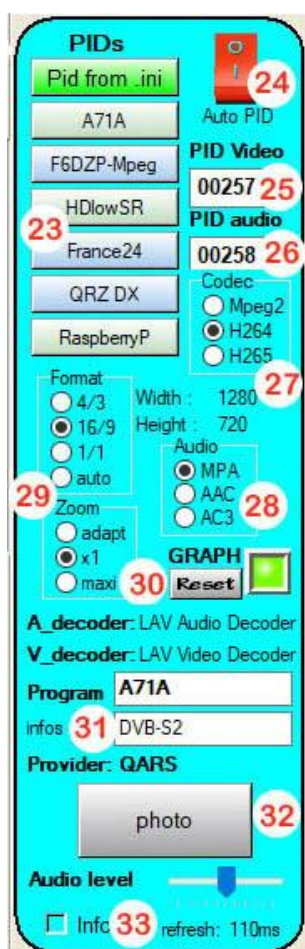 PIDs
Pid from .ini
A71A
F6DZP-Mpeg
HDlowSR
France24
QRZ DX
RaspberryP
23
O
I
24
Auto PID
PID Video
00257
25
PID audio
00258
26
Codec
Mpeg2
H264
H265
27
Format
4/3
16/9
1/1
auto
29
Width : 1280
Height : 720
Audio
MPA
AAC
AC3
28
Zoom
adapt
x1
maxi
30
GRAPH
Reset
A_decoder: LAV Audio Decoder
V_decoder: LAV Video Decoder
Program A71A
infos 31 DVB-S2
Provider: QARS
photo
32
Audio level
Info 33 refresh: 110ms